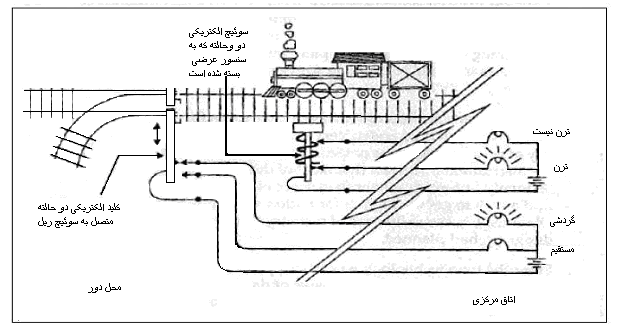 سوئیچ الکتریکی
دو وحالته که به
سنسور عرضی
بسته شده است
ترن نیست
ترن
گردشی
مستقیم
کلید الکتریکی دو حالته
متصل به سوئیچ ریل
محل دور
اتاق مرکزی